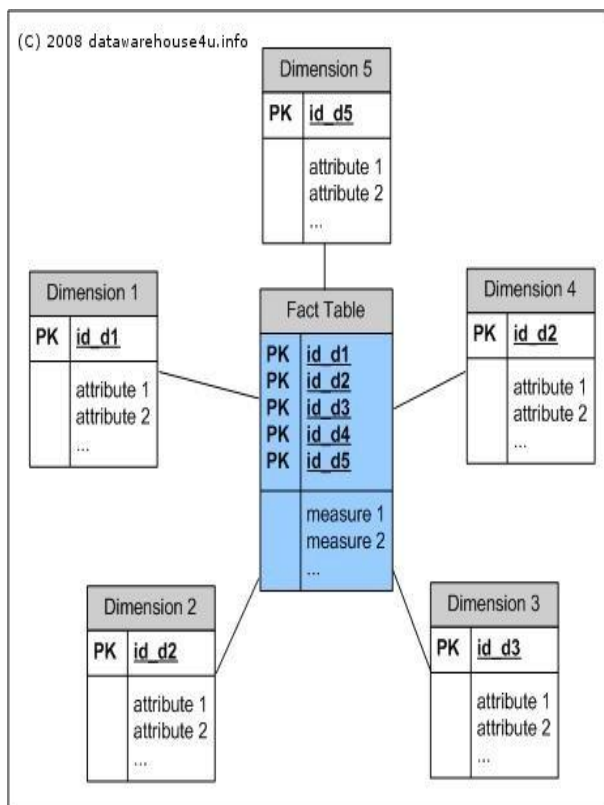 (C) 2008 datawarehouse4u.info
Dimension 5
PK id_d5
attribute 1
attribute 2
...
Dimension 1
PK id_d1
attribute 1
attribute 2
...
Fact Table
PK id_d1
PK id_d2
PK id_d3
PK id_d4
PK id_d5
measure 1
measure 2
...
Dimension 4
PK id_d2
attribute 1
attribute 2
...
Dimension 2
PK id_d2
attribute 1
attribute 2
...
Dimension 3
PK id_d3
attribute 1
attribute 2
...